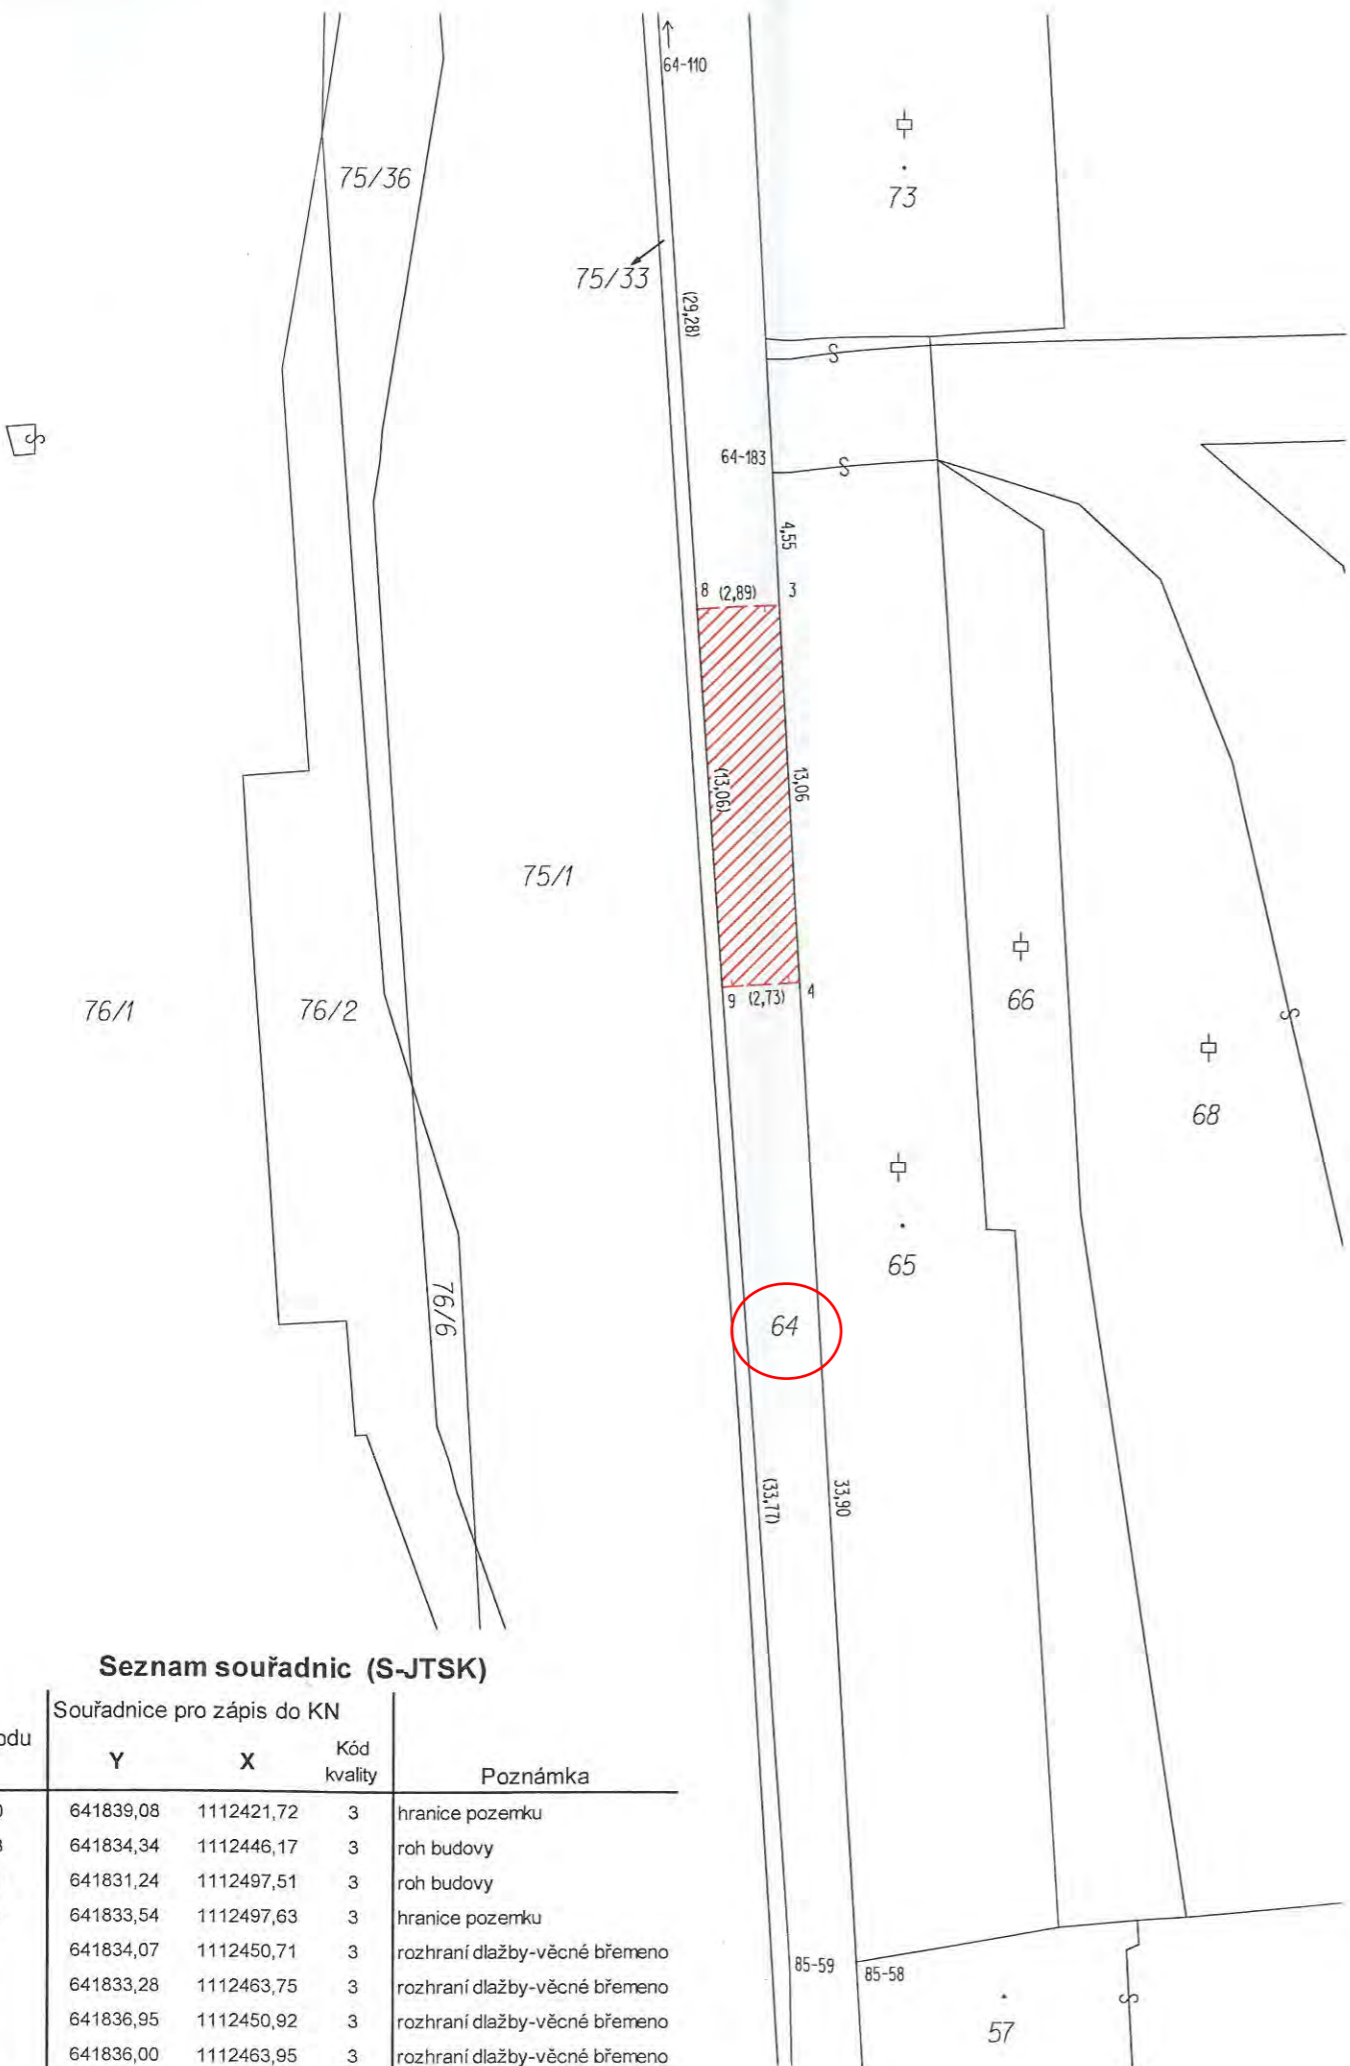 64-110
75/36
73
75/33
(29,28)
64-183
4,55
8 (2,89) 3
(13,06)
13,06
75/1
9 (2,73) 4
76/1
76/2
66
68
65
76/6
64
(33,77)
33,90
Seznam souřadnic (S-JTSK)
Souřadnice pro zápis do KN
Y X Kód kvality Poznámka
641839,08 1112421,72 3 hranice pozemku
641834,34 1112446,17 3 roh budovy
641831,24 1112497,51 3 roh budovy
641833,54 1112497,63 3 hranice pozemku
641834,07 1112450,71 3 rozhraní dlažby-věcné břemeno
641833,28 1112463,75 3 rozhraní dlažby-věcné břemeno
641836,95 1112450,92 3 rozhraní dlažby-věcné břemeno
641836,00 1112463,95 3 rozhraní dlažby-věcné břemeno
85-59
85-58
57